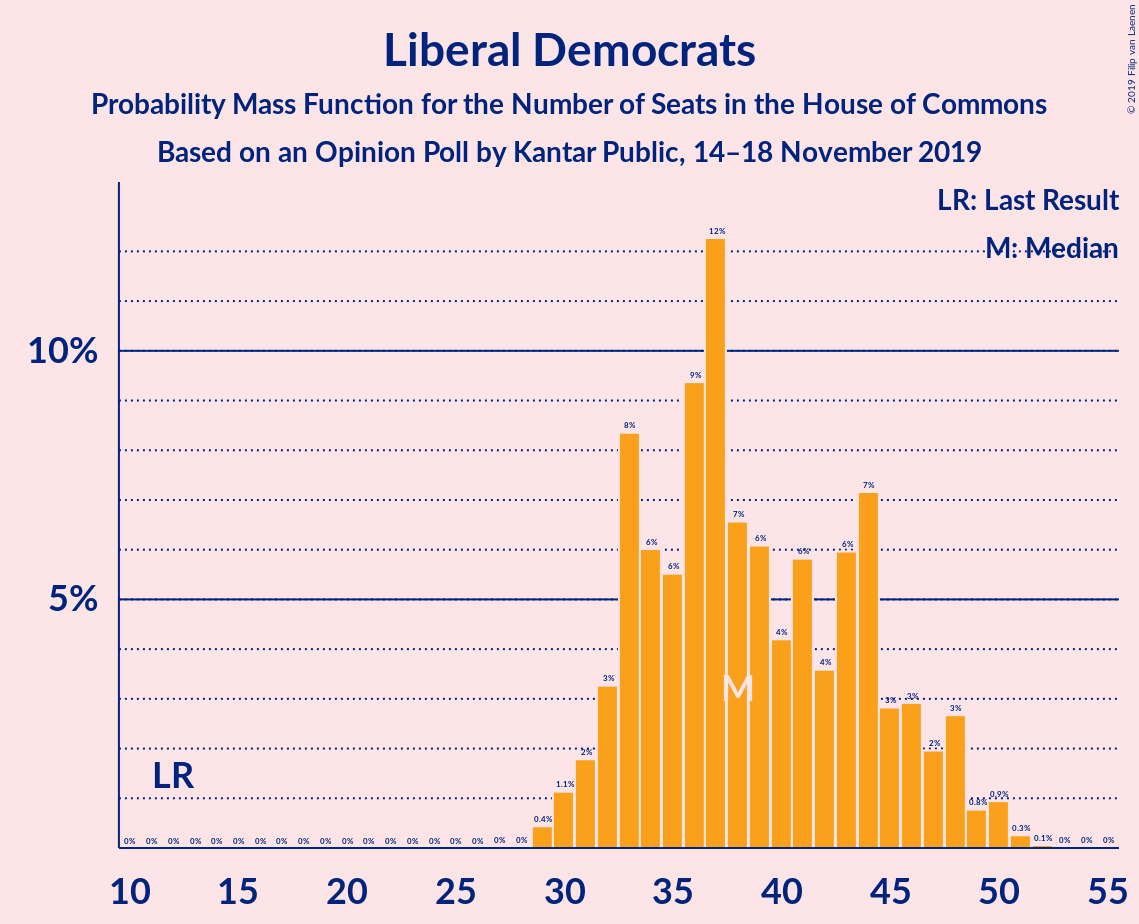 Liberal Democrats
Probability Mass Function for the Number of Seats in the House of Commons
Based on an Opinion Poll by Kantar Public, 14–18 November 2019
© 2019 Filip van Laenen
LR: Last Result
M: Median
10%
5%
LR
M
0% 0% 0% 0% 0% 0% 0% 0% 0% 0% 0% 0% 0% 0% 0% 0% 0% 0% 0% 0.4% 1.1% 2% 3% 8% 6% 6% 9% 12% 7% 6% 4% 6% 4% 6% 7% 3% 3% 2% 3% 0.8% 0.9% 0.3% 0.1% 0% 0% 0%
10 15 20 25 30 35 40 45 50 55